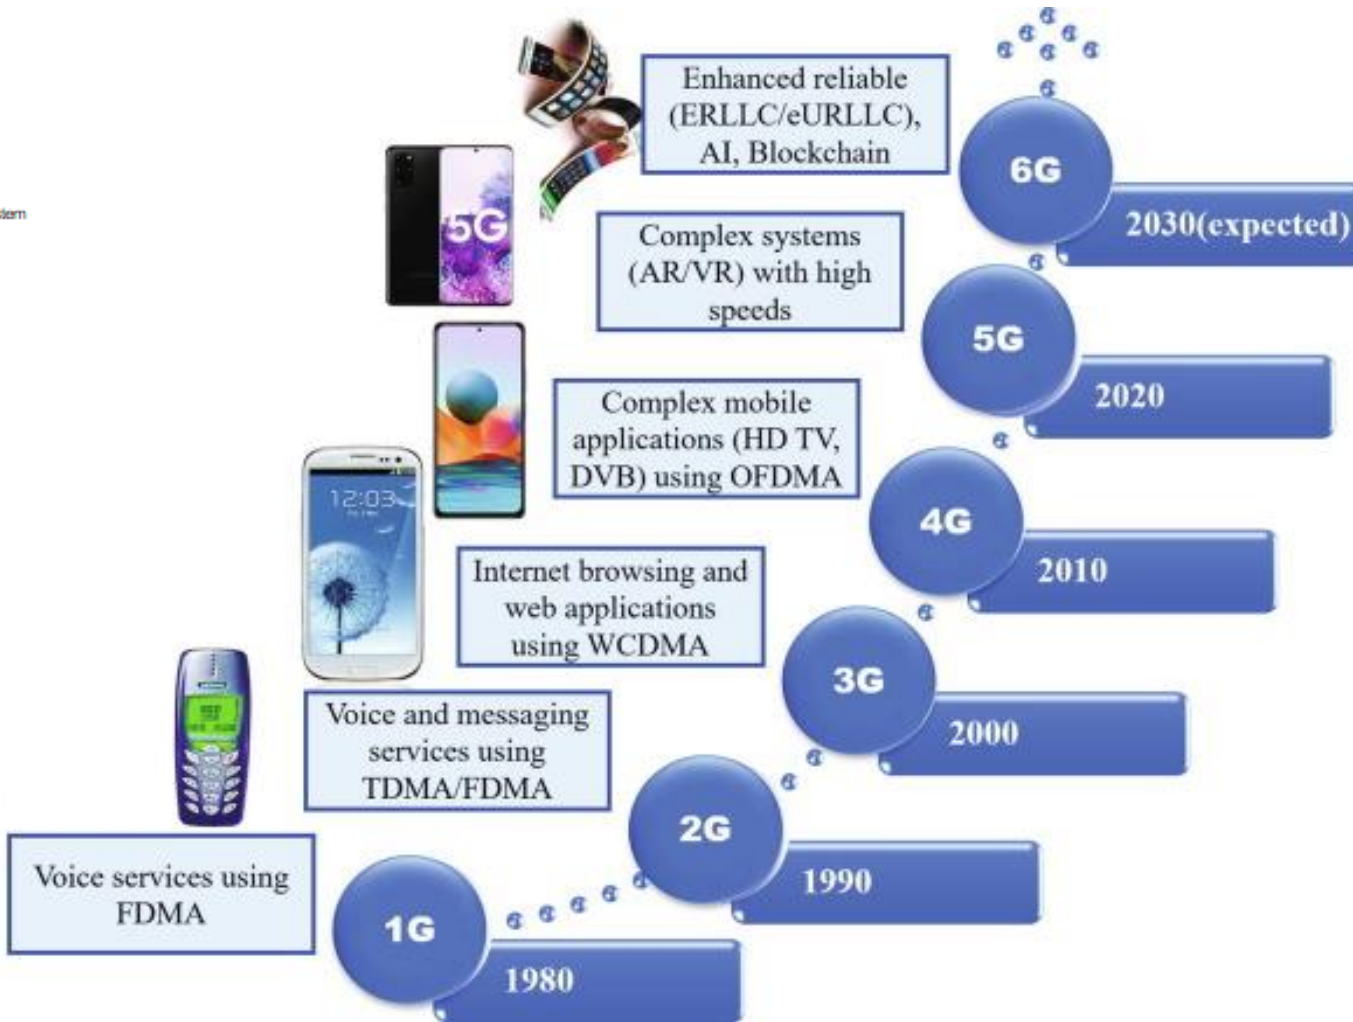 Enhanced reliable
(ERLLC/eURLLC),
AI, Blockchain
6G
2030(expected)
5G
stem
Complex systems
(AR/VR) with high
speeds
5G
2020
Complex mobile
applications (HD TV,
DVB) using OFDMA
4G
2010
12:03
Internet browsing and
web applications
using WCDMA
3G
2000
Voice and messaging
services using
TDMA/FDMA
2G
1990
Voice services using
FDMA
1G
1980